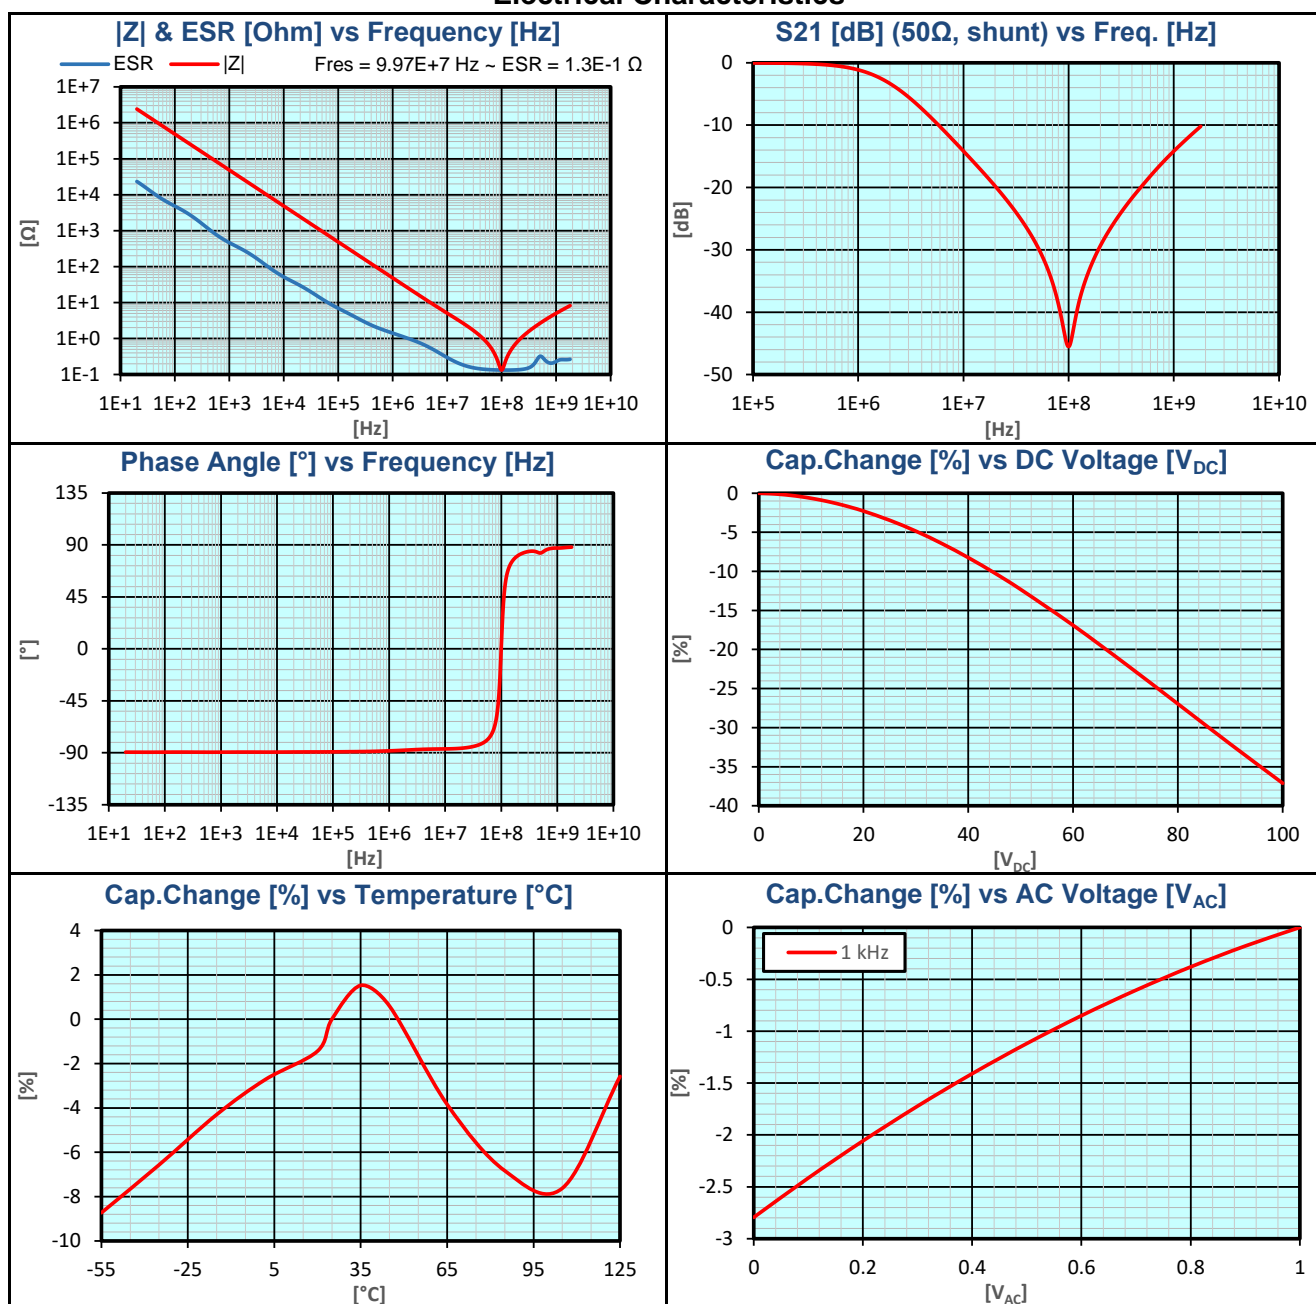 Electrical Characteristics
|Z| & ESR [Ohm] vs Frequency [Hz]
ESR |Z| Fres = 9.97E+7 Hz ~ ESR = 1.3E-1 Ω
1E+7
1E+6
1E+5
1E+4
1E+3
1E+2
1E+1
1E+0
1E-1
[Ω]
1E+1 1E+2 1E+3 1E+4 1E+5 1E+6 1E+7 1E+8 1E+9 1E+10
[Hz]
S21 [dB] (50Ω, shunt) vs Freq. [Hz]
0
-10
-20
-30
-40
-50
[dB]
1E+5 1E+6 1E+7 1E+8 1E+9 1E+10
[Hz]
Phase Angle [°] vs Frequency [Hz]
135
90
45
0
-45
-90
-135
[°]
1E+1 1E+2 1E+3 1E+4 1E+5 1E+6 1E+7 1E+8 1E+9 1E+10
[Hz]
Cap.Change [%] vs DC Voltage [VDC]
0
-5
-10
-15
-20
-25
-30
-35
-40
[%]
0 20 40 60 80 100
[VDC]
Cap.Change [%] vs Temperature [°C]
4
2
0
-2
-4
-6
-8
-10
[%]
-55 -25 5 35 65 95 125
[°C]
Cap.Change [%] vs AC Voltage [VAC]
1 kHz
0
-0.5
-1
-1.5
-2
-2.5
-3
[%]
0 0.2 0.4 0.6 0.8 1
[VAC]